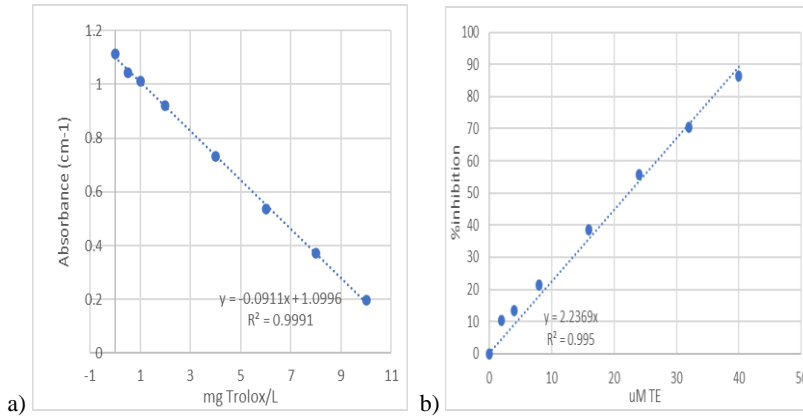 1.2
1
0.8
0.6
0.4
0.2
0
Absorbance (cm-1)
y = -0.0911x + 1.0996
R² = 0.9991
-1 1 3 5 7 9 11
mg Trolox/L
a)
100
90
80
70
60
50
40
30
20
10
0
%inhibition
y = 2.2369x
R² = 0.995
0 10 20 30 40 50
uM TE
b)